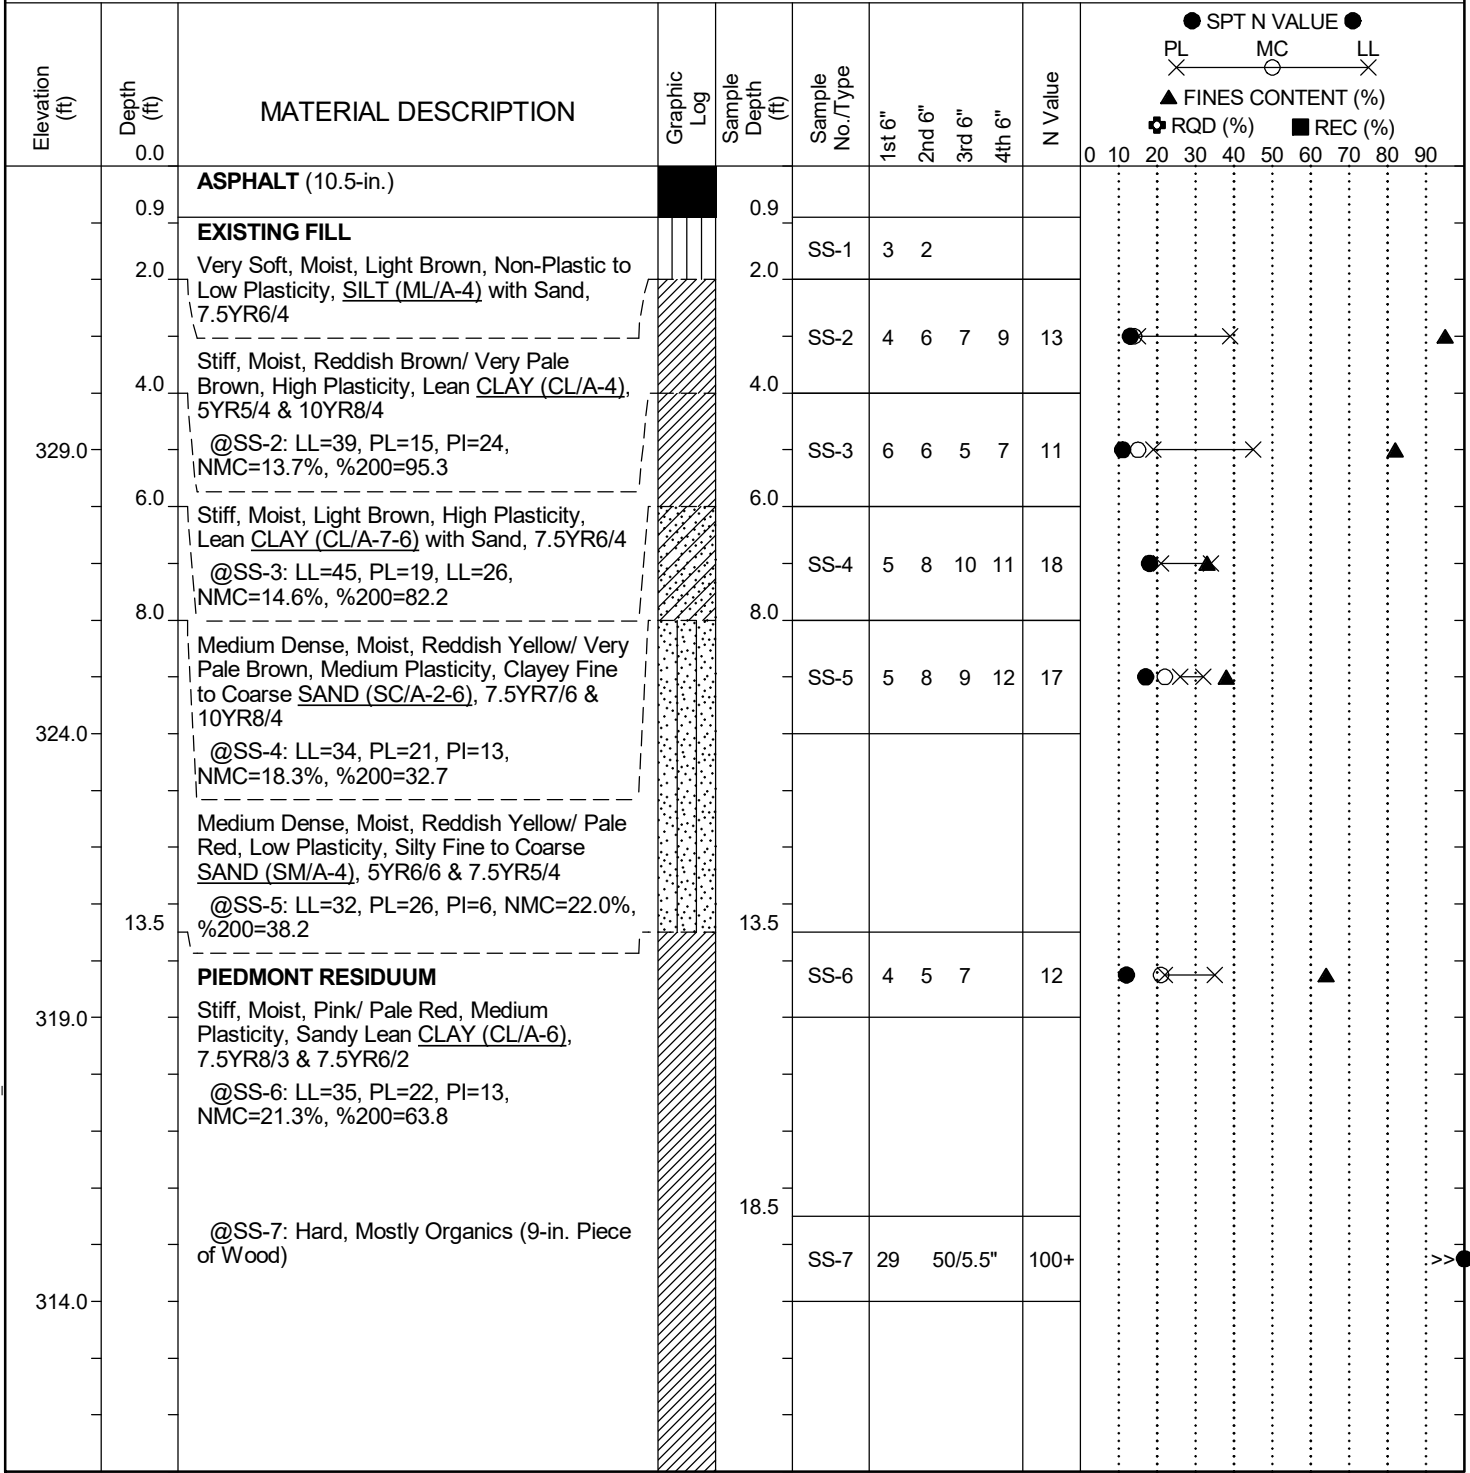 ● SPT N VALUE ●
PL MC LL
▲ FINES CONTENT (%)
RQD (%) ■ REC (%)
0 10 20 30 40 50 60 70 80 90
Elevation
(ft)
Depth
(ft)
0.0
MATERIAL DESCRIPTION
Graphic
Log
Sample
Depth
(ft)
Sample
No./Type
1st 6"
2nd 6"
3rd 6"
4th 6"
N Value
ASPHALT (10.5-in.)
0.9 0.9
EXISTING FILL
SS-1 3 2
Very Soft, Moist, Light Brown, Non-Plastic to
2.0 2.0
Low Plasticity, SILT (ML/A-4) with Sand,
7.5YR6/4
SS-2 4 6 7 9 13
Stiff, Moist, Reddish Brown/ Very Pale
4.0 4.0
Brown, High Plasticity, Lean CLAY (CL/A-4),
5YR5/4 & 10YR8/4
@SS-2: LL=39, PL=15, PI=24,
329.0 SS-3 6 6 5 7 11
NMC=13.7%, %200=95.3
6.0 6.0
Stiff, Moist, Light Brown, High Plasticity,
Lean CLAY (CL/A-7-6) with Sand, 7.5YR6/4
SS-4 5 8 10 11 18
@SS-3: LL=45, PL=19, LL=26,
NMC=14.6%, %200=82.2
8.0 8.0
Medium Dense, Moist, Reddish Yellow/ Very
Pale Brown, Medium Plasticity, Clayey Fine
SS-5 5 8 9 12 17
to Coarse SAND (SC/A-2-6), 7.5YR7/6 &
10YR8/4
324.0
@SS-4: LL=34, PL=21, PI=13,
NMC=18.3%, %200=32.7
Medium Dense, Moist, Reddish Yellow/ Pale
Red, Low Plasticity, Silty Fine to Coarse
SAND (SM/A-4), 5YR6/6 & 7.5YR5/4
@SS-5: LL=32, PL=26, PI=6, NMC=22.0%,
13.5 13.5
%200=38.2
PIEDMONT RESIDUUM
SS-6 4 5 7 12
Stiff, Moist, Pink/ Pale Red, Medium
319.0
Plasticity, Sandy Lean CLAY (CL/A-6),
7.5YR8/3 & 7.5YR6/2
@SS-6: LL=35, PL=22, PI=13,
NMC=21.3%, %200=63.8
18.5
@SS-7: Hard, Mostly Organics (9-in. Piece
of Wood)
SS-7 29 50/5.5" 100+ >>
314.0